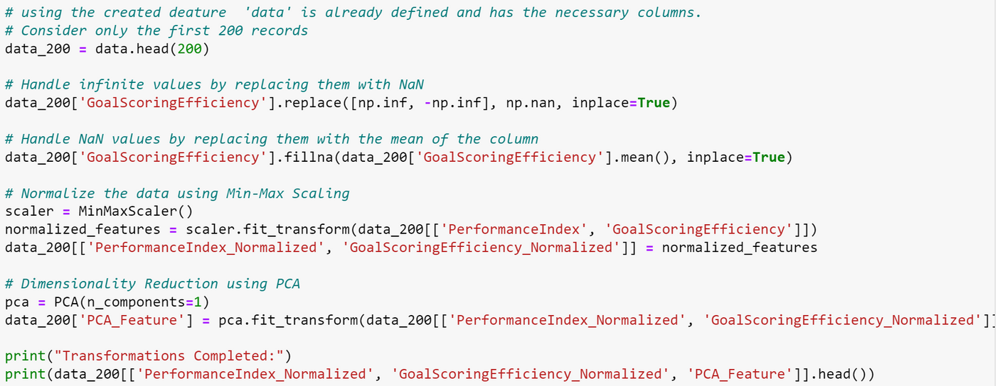 # using the created deature  'data' is already defined and has the necessary columns.
# Consider only the first 200 records
data_200 = data.head(200)

# Handle infinite values by replacing them with NaN
data_200['GoalScoringEfficiency'].replace([np.inf, -np.inf], np.nan, inplace=True)

# Handle NaN values by replacing them with the mean of the column
data_200['GoalScoringEfficiency'].fillna(data_200['GoalScoringEfficiency'].mean(), inplace=True)

# Normalize the data using Min-Max Scaling
scaler = MinMaxScaler()
normalized_features = scaler.fit_transform(data_200[['PerformanceIndex', 'GoalScoringEfficiency']])
data_200[['PerformanceIndex_Normalized', 'GoalScoringEfficiency_Normalized']] = normalized_features

# Dimensionality Reduction using PCA
pca = PCA(n_components=1)
data_200['PCA_Feature'] = pca.fit_transform(data_200[['PerformanceIndex_Normalized', 'GoalScoringEfficiency_Normalized']]

print("Transformations Completed:")
print(data_200[['PerformanceIndex_Normalized', 'GoalScoringEfficiency_Normalized', 'PCA_Feature']].head())